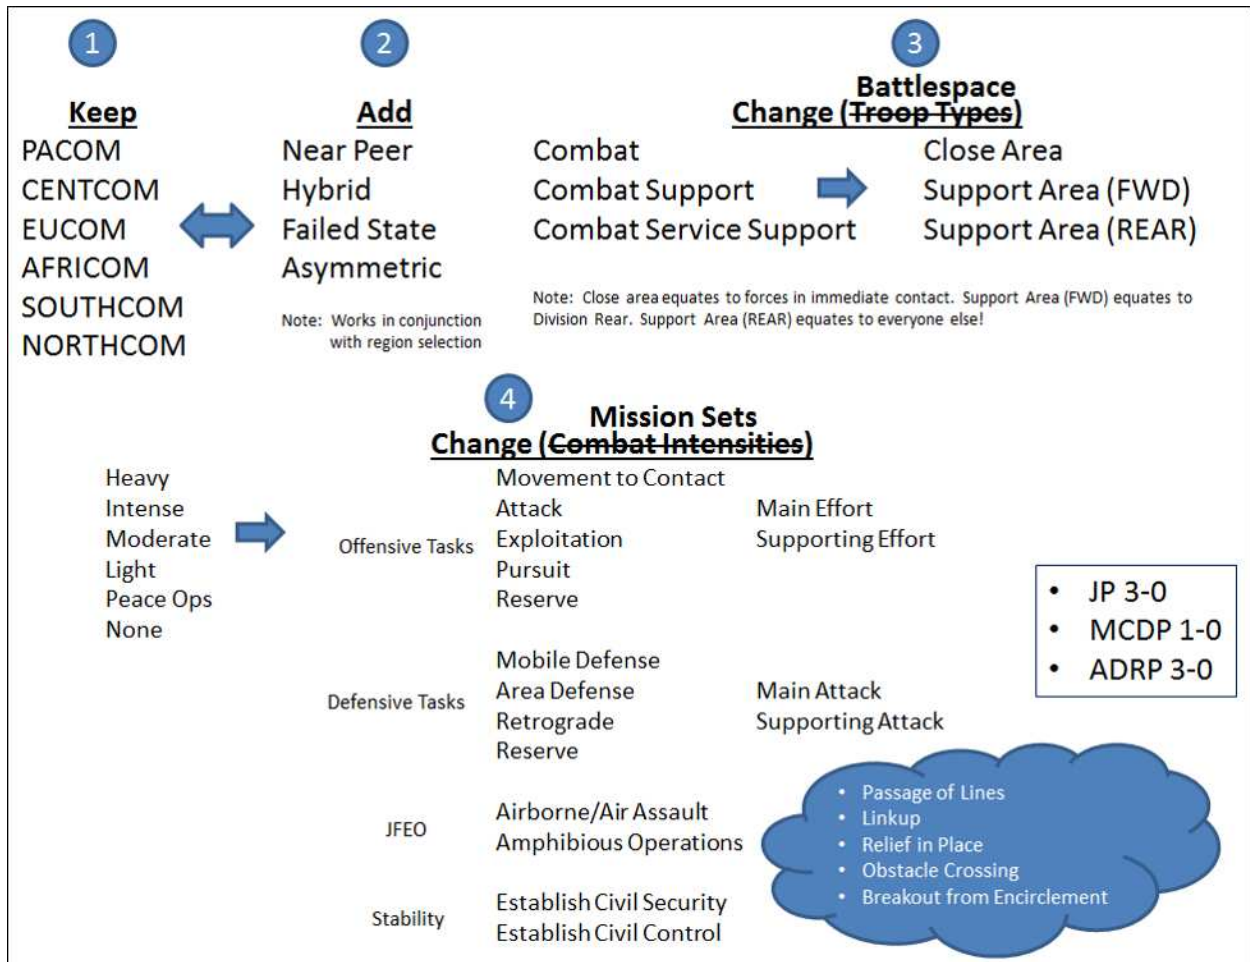 1
Keep
PACOM
CENTCOM
EUCOM
AFRICOM
SOUTHCOM
NORTHCOM
2
Add
Near Peer
Hybrid
Failed State
Asymmetric
Note: Works in conjunction
with region selection
3
Battlespace
Change (Troop Types)
Combat
Combat Support
Combat Service Support
Close Area
Support Area (FWD)
Support Area (REAR)
Note: Close area equates to forces in immediate contact. Support Area (FWD) equates to
Division Rear. Support Area (REAR) equates to everyone else!
4
Mission Sets
Change (Combat Intensities)
Heavy
Intense
Moderate
Light
Peace Ops
None
Offensive Tasks
Movement to Contact
Attack
Exploitation
Pursuit
Reserve
Main Effort
Supporting Effort
Defensive Tasks
Mobile Defense
Area Defense
Retrograde
Reserve
Main Attack
Supporting Attack
JFEO
Airborne/Air Assault
Amphibious Operations
Stability
Establish Civil Security
Establish Civil Control
• JP 3-0
• MCDP 1-0
• ADRP 3-0
• Passage of Lines
• Linkup
• Relief in Place
• Obstacle Crossing
• Breakout from Encirclement